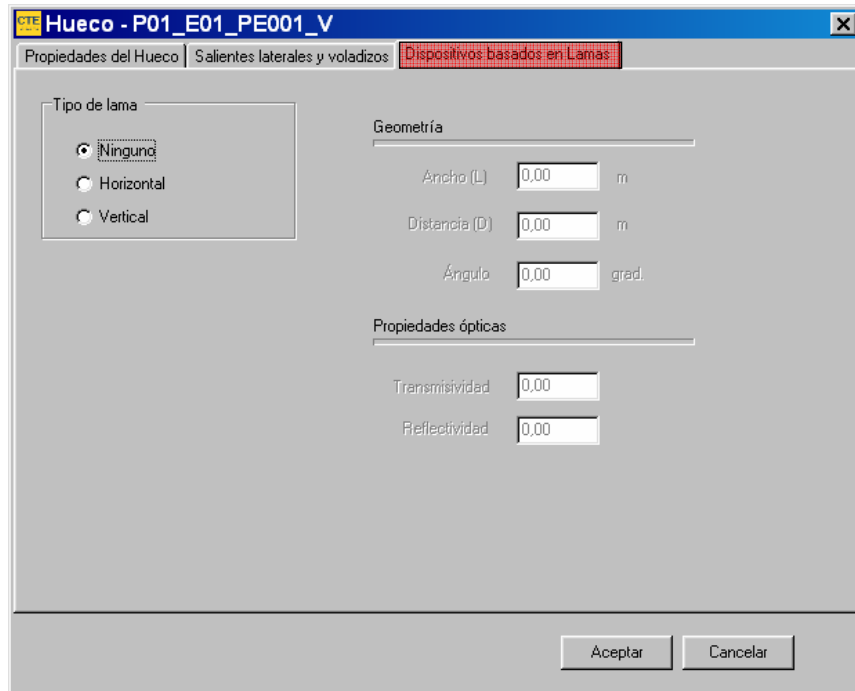 CTE Hueco - P01_E01_PE001_V
Propiedades del Hueco Salientes laterales y voladizos Dispositivos basados en Lamas
Tipo de lama
Ninguno
Horizontal
Vertical
Geometría
Ancho (L) 0,00 m
Distancia (D) 0,00 m
Ángulo 0,00 grad.
Propiedades ópticas
Transmisividad 0,00
Reflectividad 0,00
Aceptar Cancelar